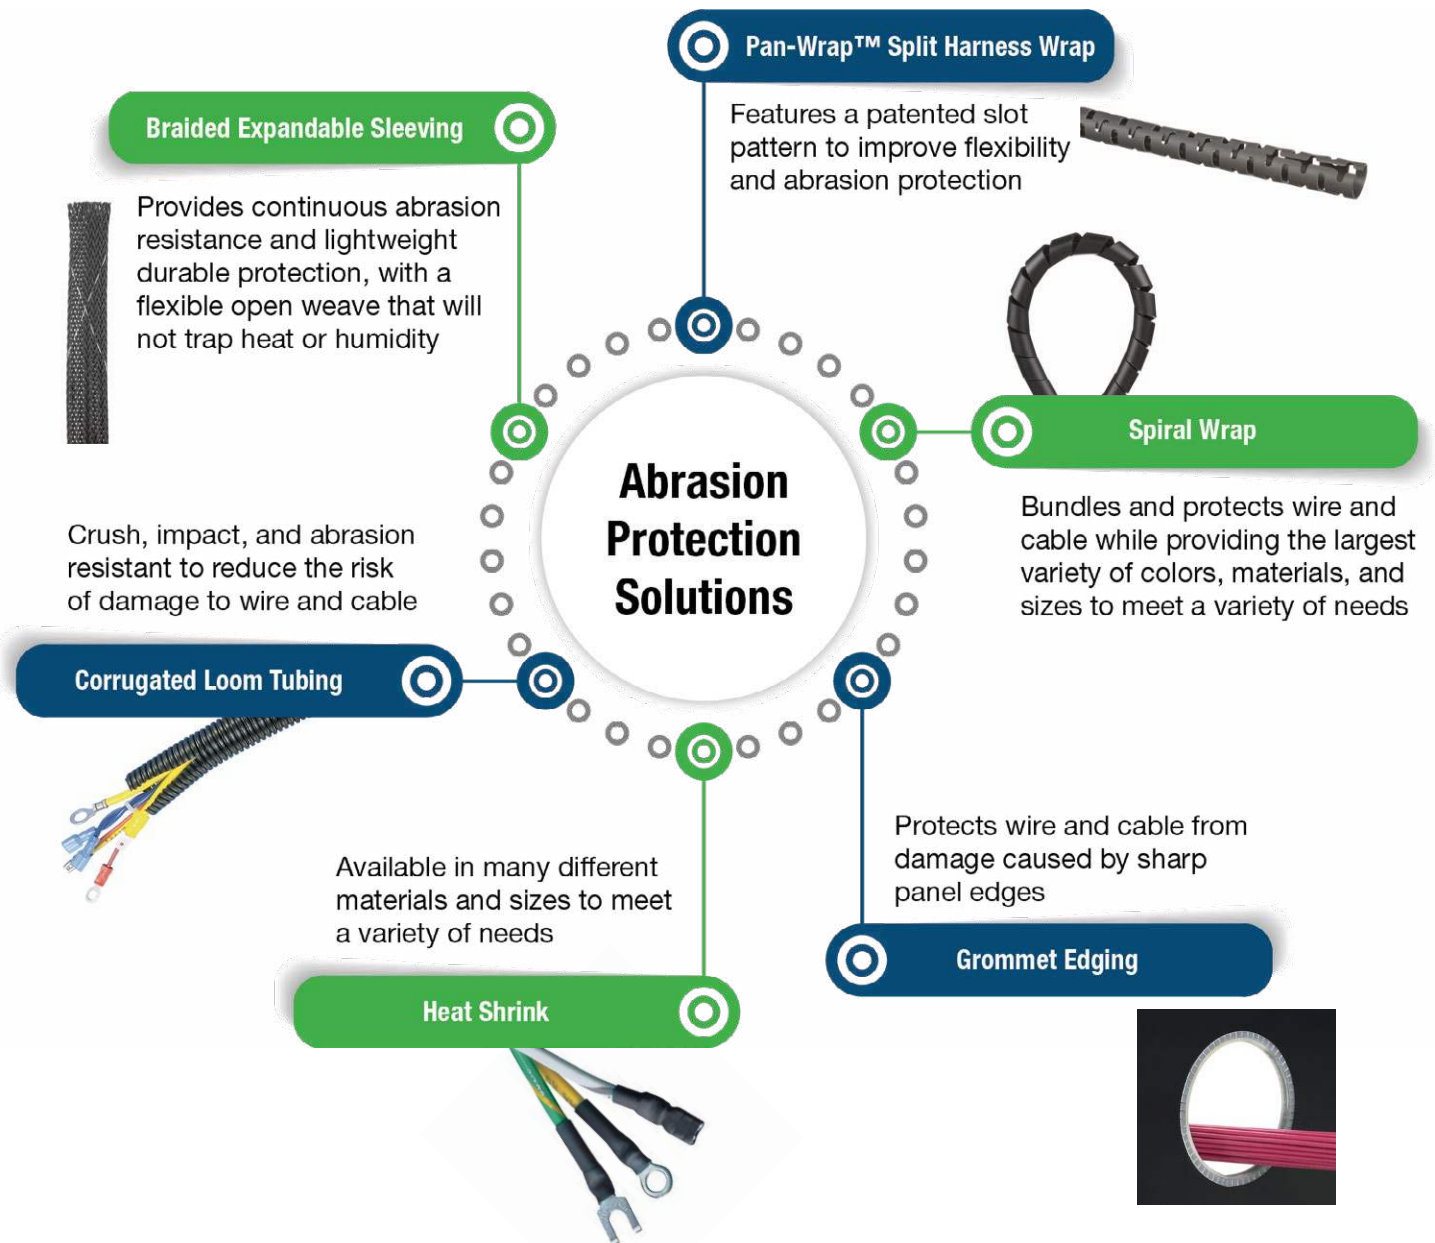 Pan-Wrap™ Split Harness Wrap
Features a patented slot
pattern to improve flexibility
and abrasion protection
Braided Expandable Sleeving
Provides continuous abrasion
resistance and lightweight
durable protection, with a
flexible open weave that will
not trap heat or humidity
Spiral Wrap
Bundles and protects wire and
cable while providing the largest
variety of colors, materials, and
sizes to meet a variety of needs
Abrasion
Protection
Solutions
Crush, impact, and abrasion
resistant to reduce the risk
of damage to wire and cable
Corrugated Loom Tubing
Protects wire and cable from
damage caused by sharp
panel edges
Grommet Edging
Available in many different
materials and sizes to meet
a variety of needs
Heat Shrink